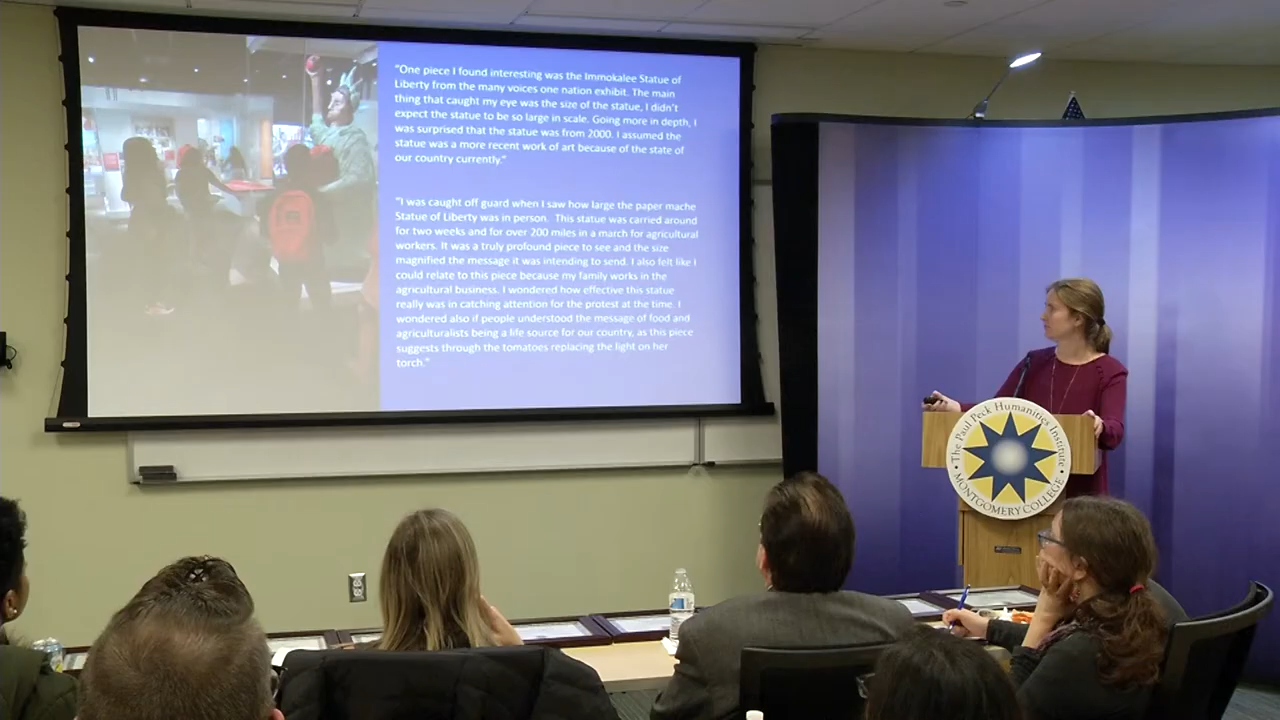 "One piece I found interesting was the Immokalee Statue of
Liberty from the many voices one nation exhibit. The main
thing that caught my eye was the size of the statue, I didn't
expect the statue to be so large in scale. Going more in depth, I
was surprised that the statue was from 2000. I assumed the
statue was a more recent work of art because of the state of
our country currently."
"I was caught off guard when I saw how large the paper mache
Statue of Liberty was in person. This statue was carried around
for two weeks and for over 200 miles in a march for agricultural
workers. It was a truly profound piece to see and the size
magnified the message it was intending to send. I also felt like I
could relate to this piece because my family works in the
agricultural business. I wondered how effective this statue
really was in catching attention for the protest at the time. I
wondered also if people understood the message of food and
agriculturalists being a life source for our country, as this piece
suggests through the tomatoes replacing the light on her
torch."
The Paul Peck Humanities Institute
MONTGOMERY COLLEGE